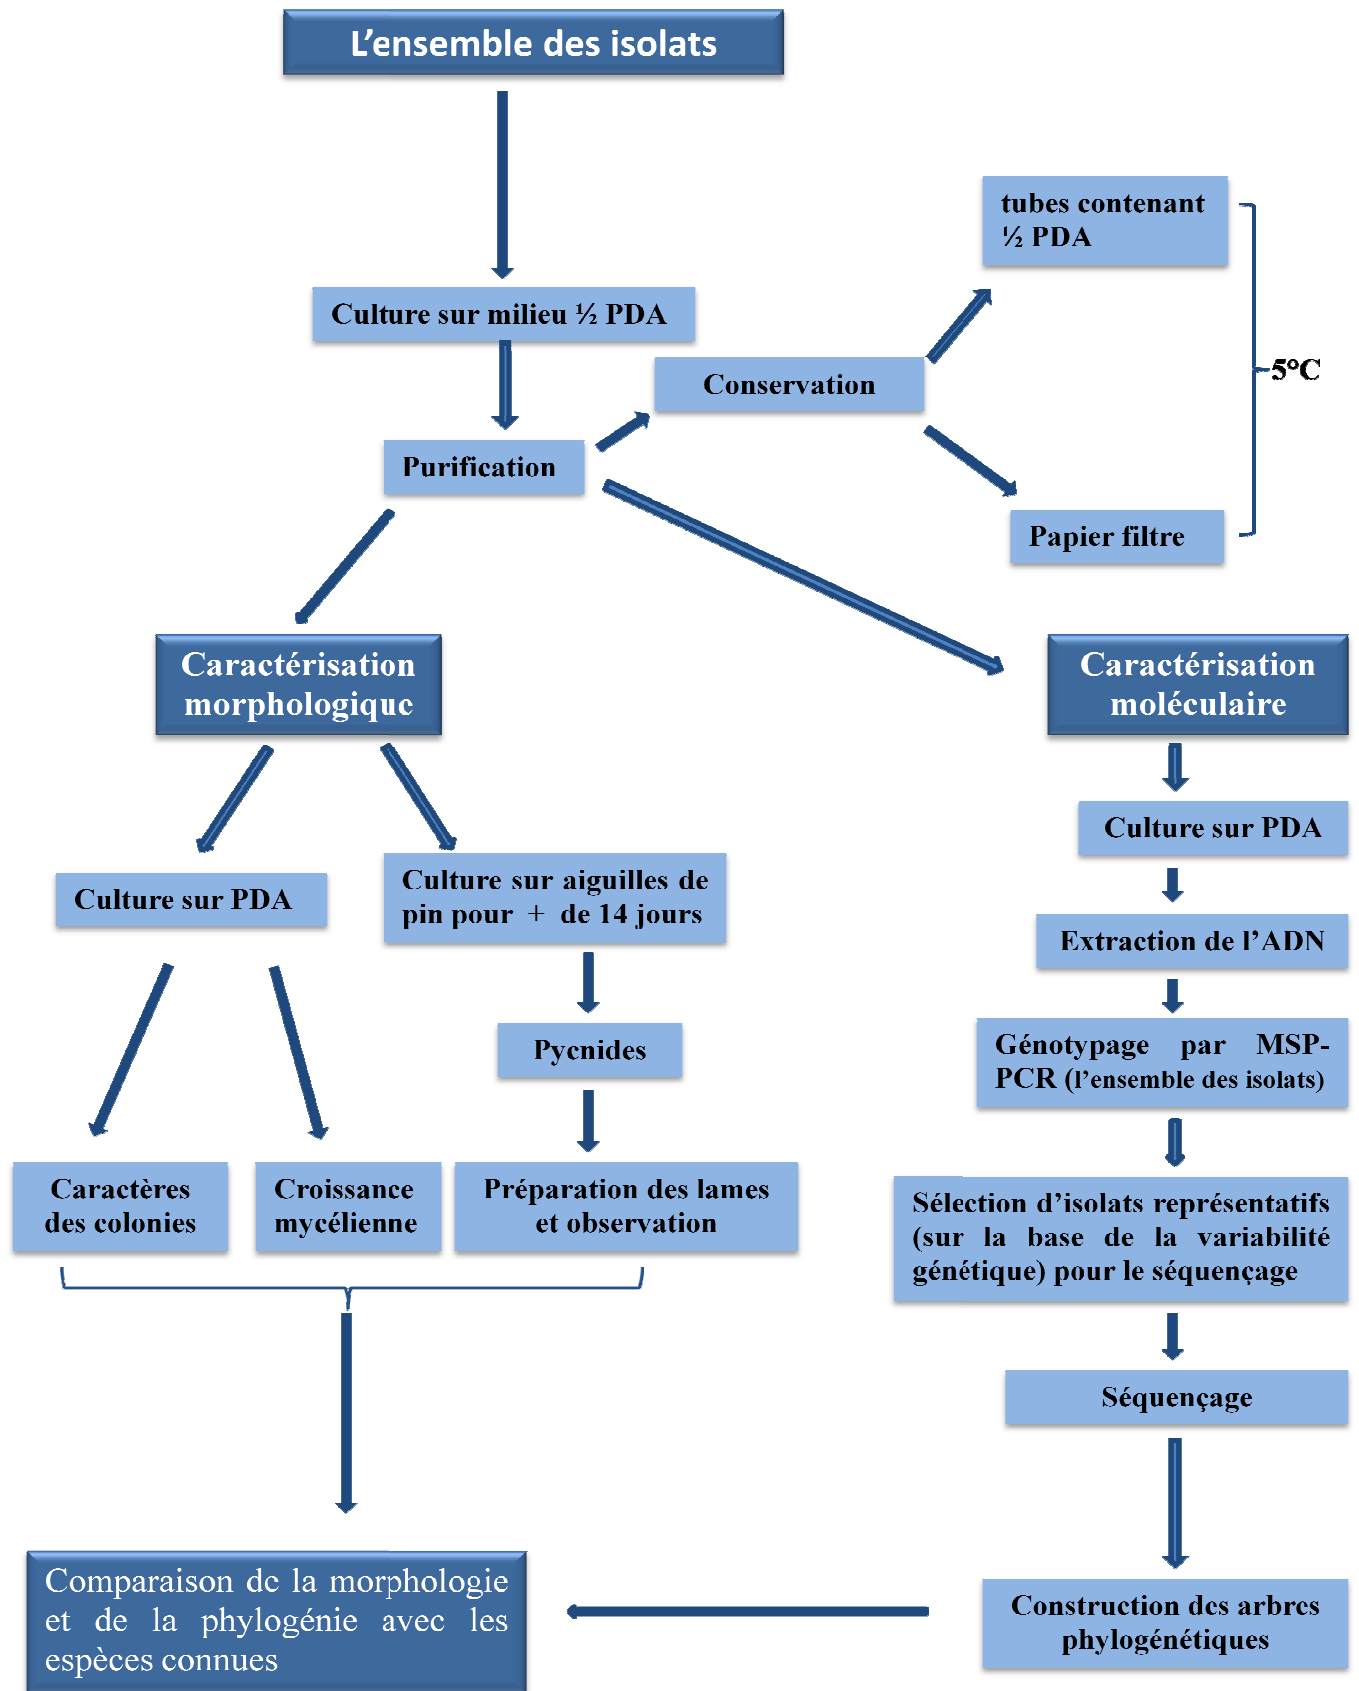 L’ensemble des isolats
tubes contenant
½ PDA
Culture sur milieu ½ PDA
Conservation
5°C
Purification
Papier filtre
Caractérisation
morphologique
Caractérisation
moléculaire
Culture sur PDA
Culture sur aiguilles de
pin pour + de 14 jours
Culture sur PDA
Extraction de l’ADN
Pycnides
Génotypage par MSP-
PCR (l’ensemble des isolats)
Caractères
des colonies
Croissance
mycélienne
Préparation des lames
et observation
Sélection d’isolats représentatifs
(sur la base de la variabilité
génétique) pour le séquençage
Séquençage
Comparaison de la morphologie
et de la phylogénie avec les
espèces connues
Construction des arbres
phylogénétiques